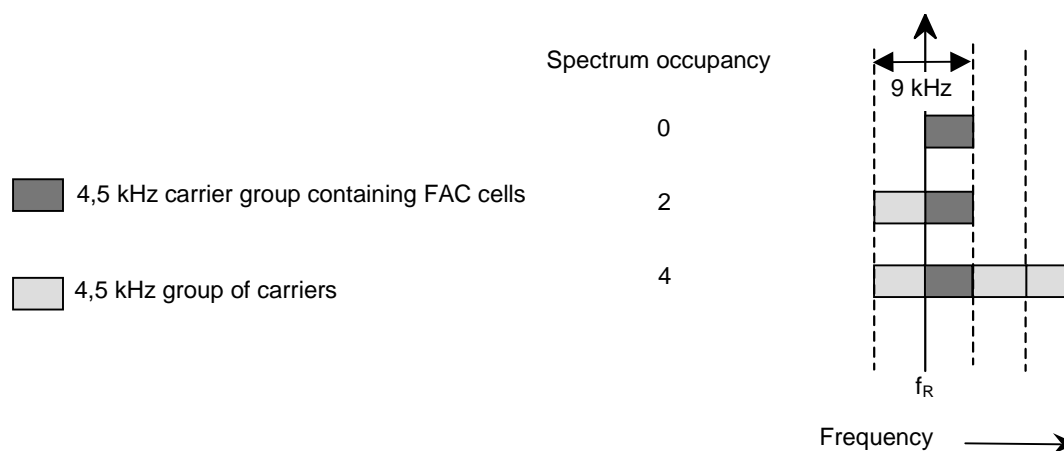 Spectrum occupancy
9 kHz
0
4,5 kHz carrier group containing FAC cells
2
4,5 kHz group of carriers
4
fR
Frequency